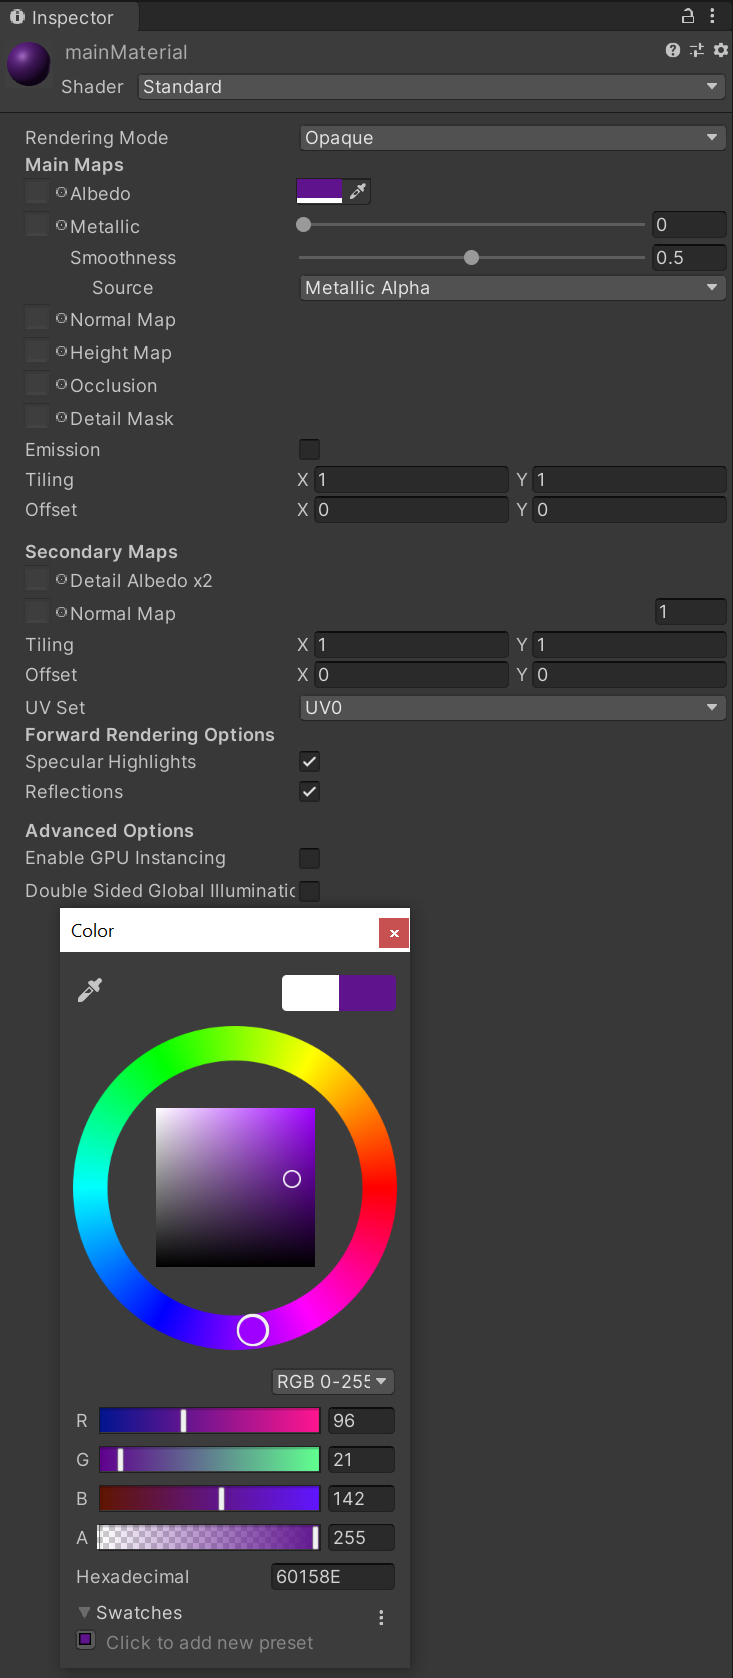 Inspector
mainMaterial
Shader Standard
Rendering Mode Opaque
Main Maps
Albedo
Metallic 0
Smoothness 0.5
Source Metallic Alpha
Normal Map
Height Map
Occlusion
Detail Mask
Emission
Tiling X 1 Y 1
Offset X 0 Y 0
Secondary Maps
Detail Albedo x2
Normal Map 1
Tiling X 1 Y 1
Offset X 0 Y 0
UV Set UV0
Forward Rendering Options
Specular Highlights
Reflections
Advanced Options
Enable GPU Instancing
Double Sided Global Illuminatic
Color
RGB 0-255
R 96
G 21
B 142
A 255
Hexadecimal 60158E
Swatches
Click to add new preset